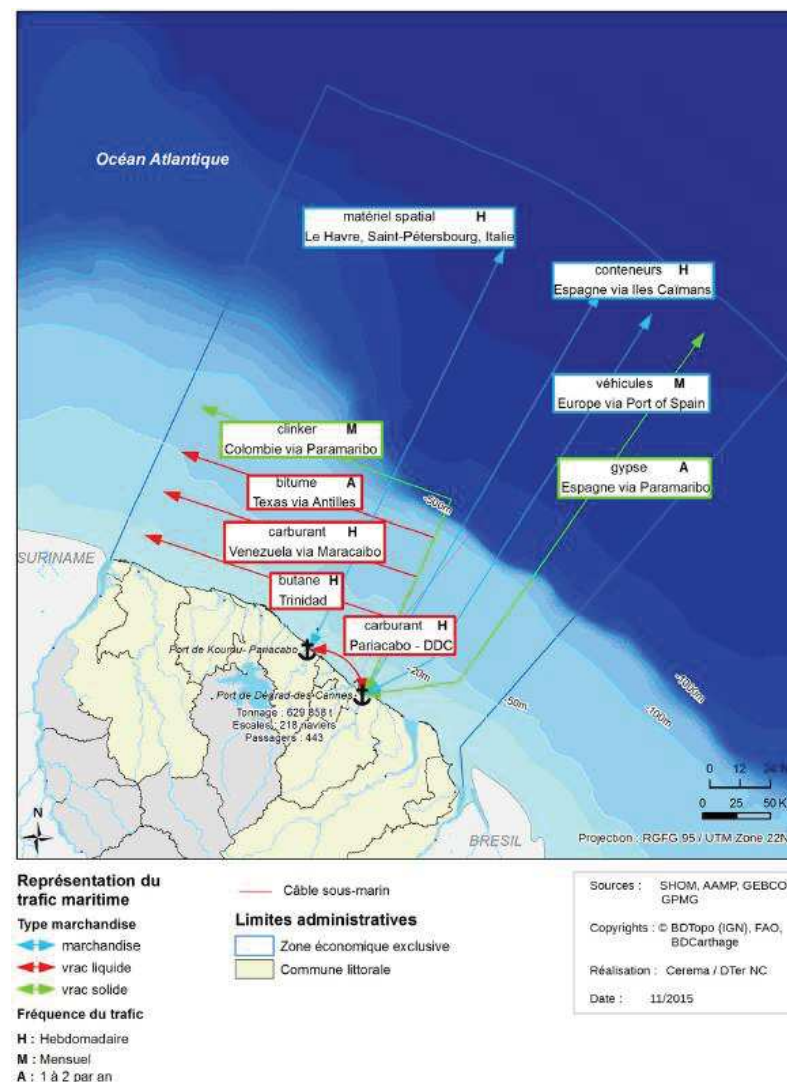 Océan Atlantique
matériel spatial H
Le Havre, Saint-Pétersbourg, Italie
conteneurs H
Espagne via Iles Caïmans
véhicules M
Europe via Port of Spain
clinker M
Colombie via Paramaribo
gypse A
Espagne via Paramaribo
bitume A
Texas via Antilles
-500m
carburant H
Venezuela via Maracaibo
SURINAME
butane H
Trinidad
carburant H
Pariacabo - DDC
Port de Kourou- Pariacabo
-20m
-1000m
Port de Dégrad-des-Cannes
-50m
-100m
Tonnage : 629 858 t
Escales : 218 naviers
Passagers : 443
0 12 24 N
0 25 50 K
N
BRESIL
Projection : RGFG 95 / UTM Zone 22N
Représentation du
trafic maritime
Type marchandise
marchandise
vrac liquide
vrac solide
Fréquence du trafic
H : Hebdomadaire
M : Mensuel
A : 1 à 2 par an
Câble sous-marin
Limites administratives
Zone économique exclusive
Commune littorale
Sources : SHOM, AAMP, GEBCO
GPMG
Copyrights : © BDTopo (IGN), FAO,
BDCarthage
Réalisation : Cerema / DTer NC
Date : 11/2015